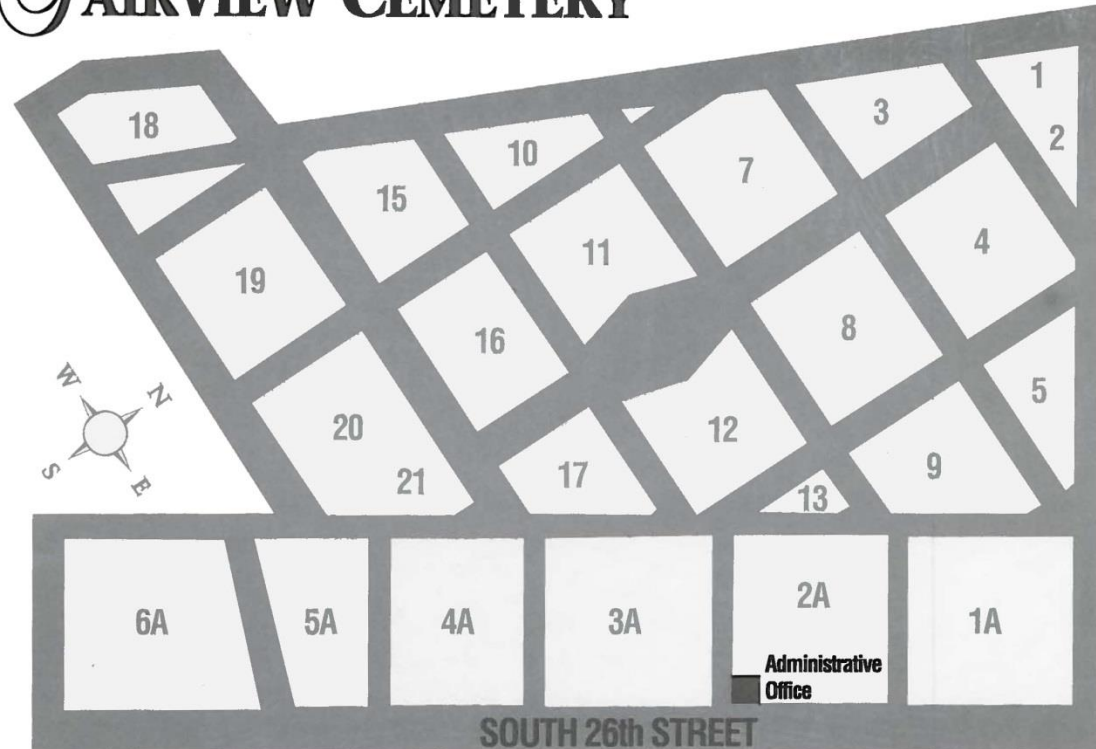 FAIRVIEW CEMETERY
1
2
3
18
10
7
15
4
11
19
8
16
W
N
5
20
12
S
E
21
17
9
13
6A
5A
4A
3A
2A
1A
Administrative
Office
SOUTH 26th STREET